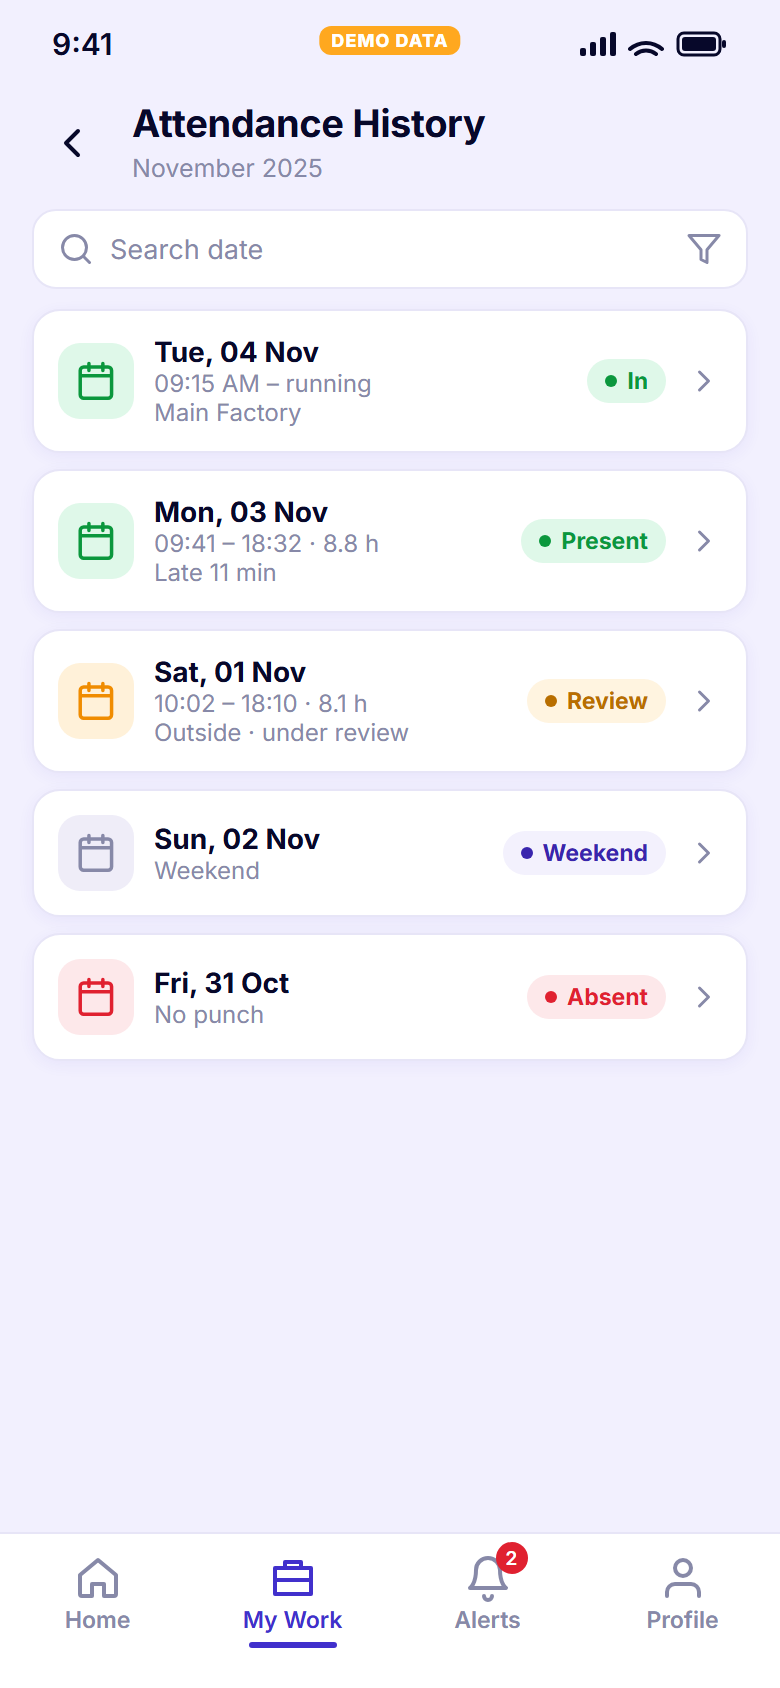 9:41
DEMO DATA
Attendance History
November 2025
Search date
Tue, 04 Nov
09:15 AM – running
Main Factory
In
Mon, 03 Nov
09:41 – 18:32 · 8.8 h
Late 11 min
Present
Sat, 01 Nov
10:02 – 18:10 · 8.1 h
Outside · under review
Review
Sun, 02 Nov
Weekend
Weekend
Fri, 31 Oct
No punch
Absent
2
Home
My Work
Alerts
Profile